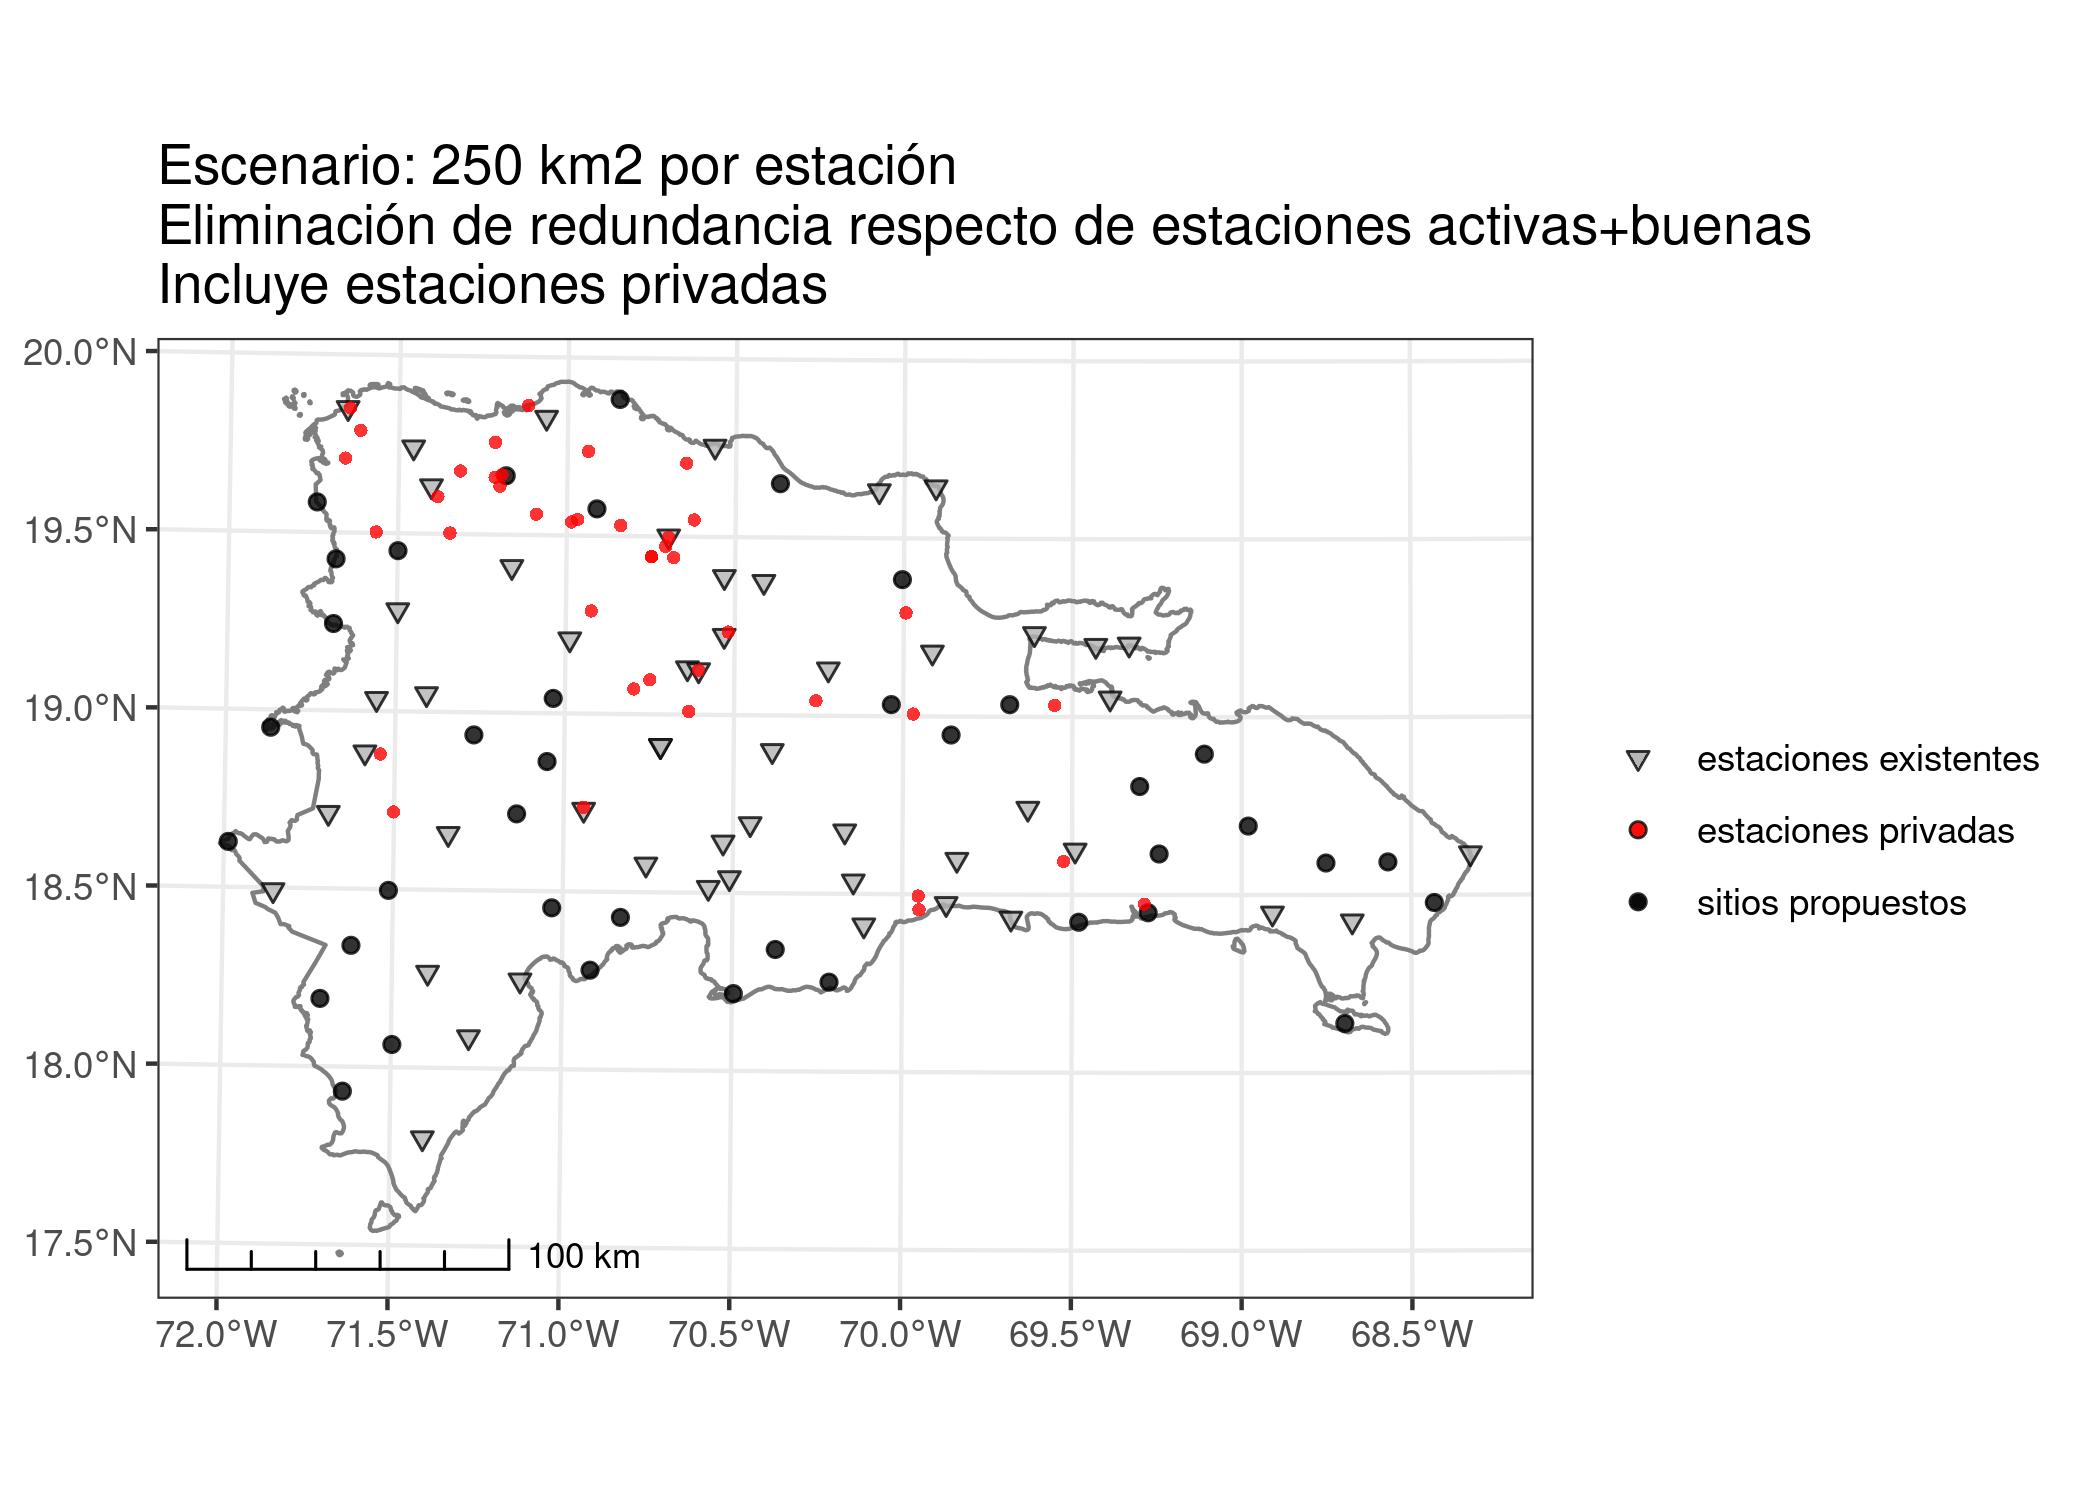 Escenario: 250 km2 por estación
Eliminación de redundancia respecto de estaciones activas+buenas
Incluye estaciones privadas
20.0°N
19.5°N
19.0°N
18.5°N
18.0°N
17.5°N
100 km
72.0°W
71.5°W
71.0°W
70.5°W
70.0°W
69.5°W
69.0°W
68.5°W
estaciones existentes
estaciones privadas
sitios propuestos